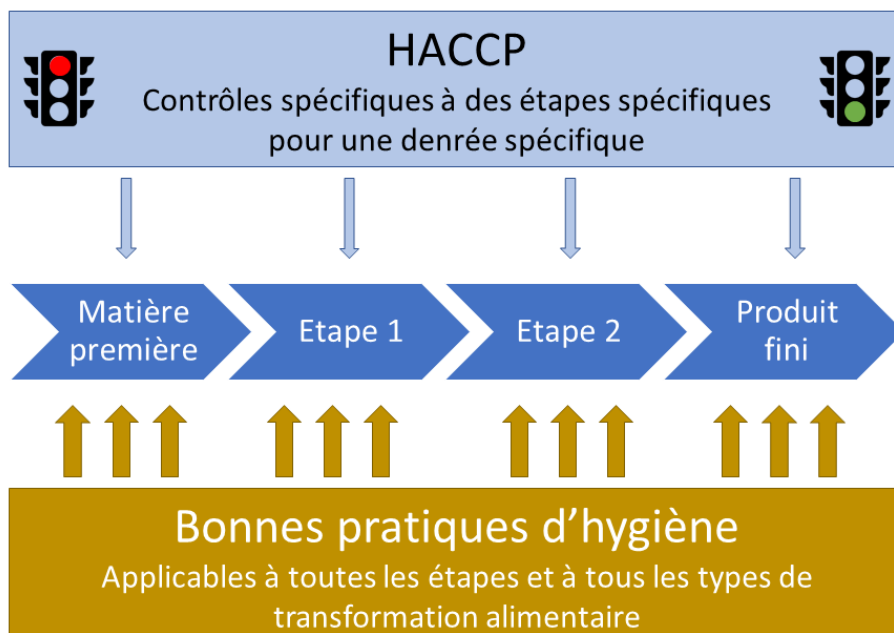 HACCP
Contrôles spécifiques à des étapes spécifiques
pour une denrée spécifique
Matière
première
Etape 1
Etape 2
Produit
fini
Bonnes pratiques d’hygiène
Applicables à toutes les étapes et à tous les types de
transformation alimentaire